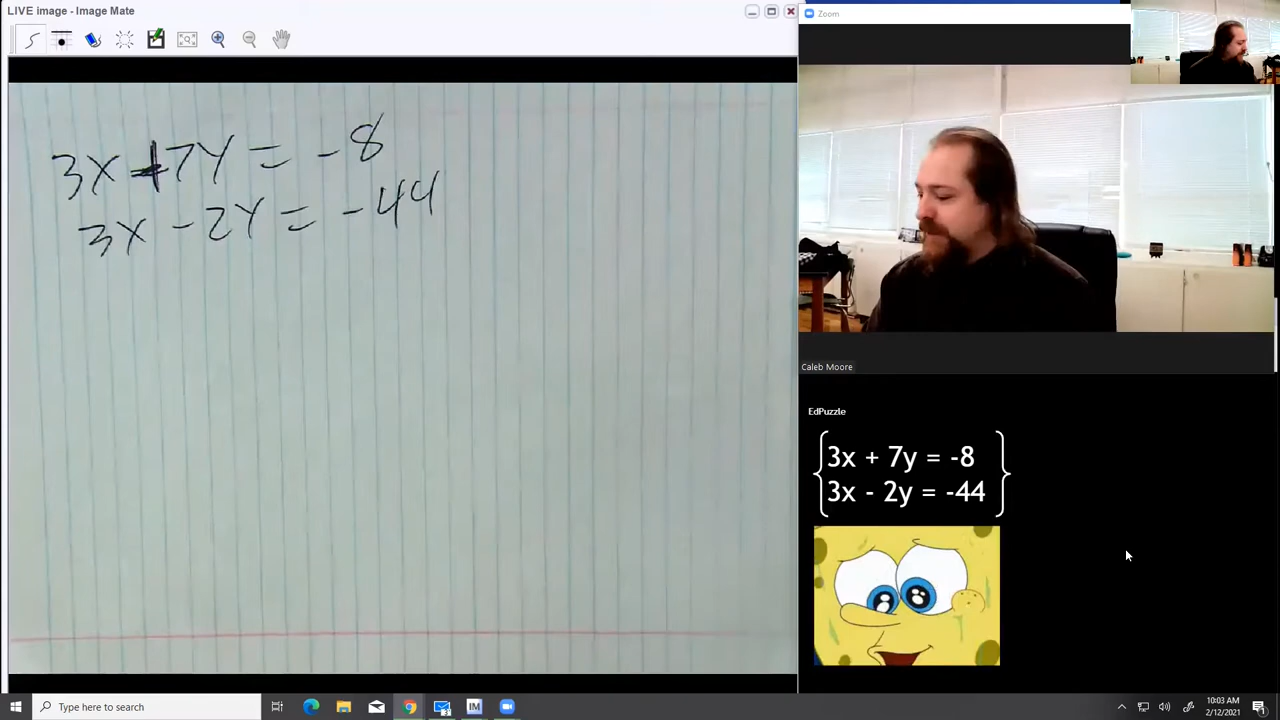 LIVE image - Image Mate
3X + 7Y = -8
3X - 2Y = -44
Zoom
Caleb Moore
EdPuzzle
3x + 7y = -8
3x - 2y = -44
Type here to search
IM
10:03 AM
2/12/2021